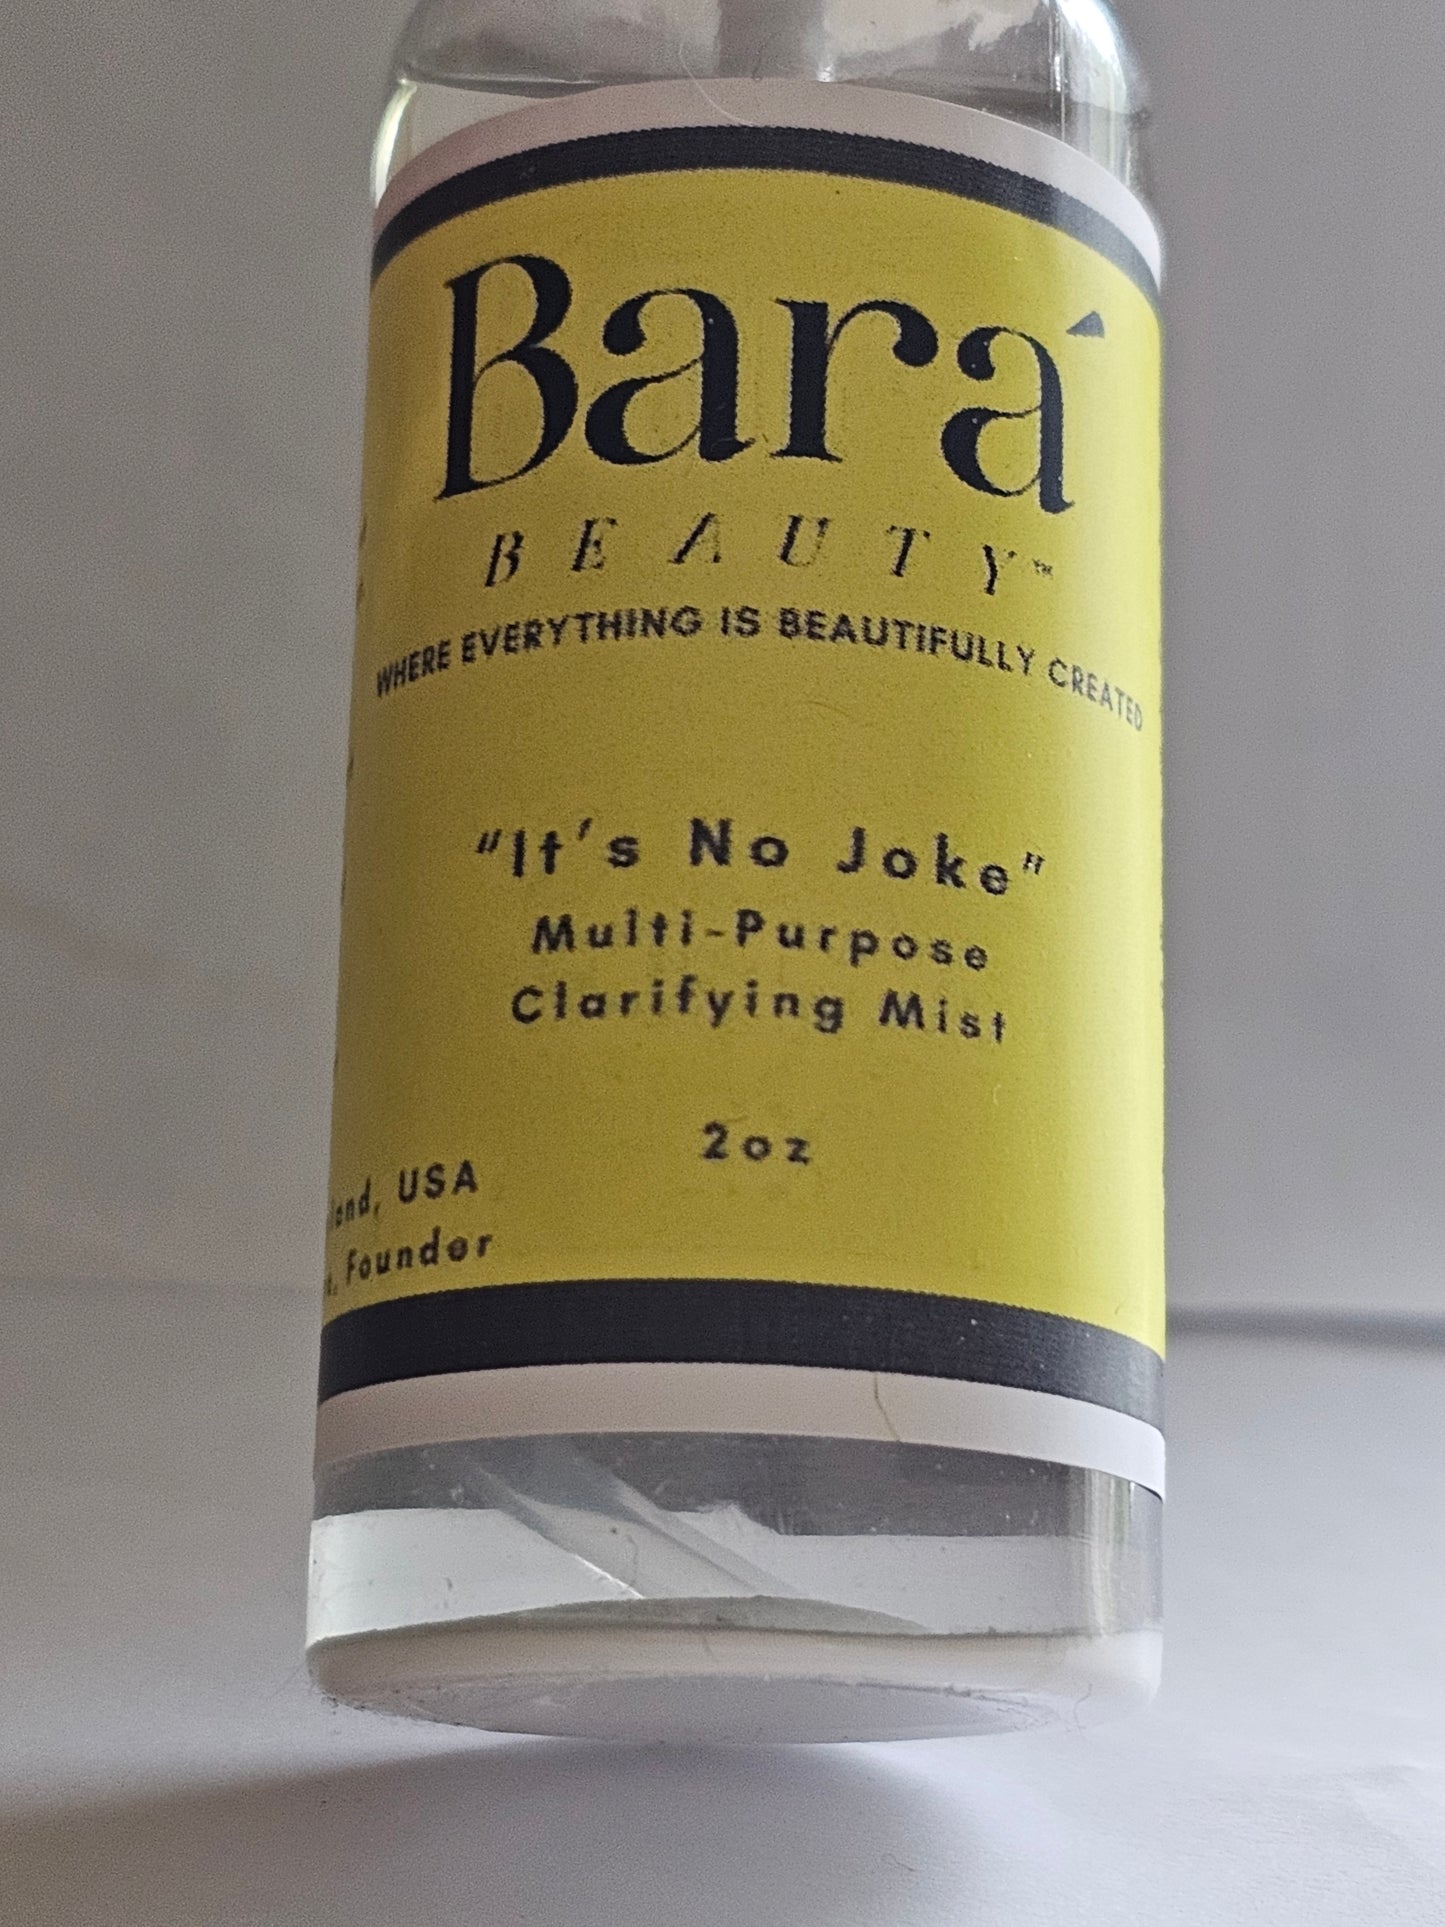 Bará
BEAUTY™
WHERE EVERYTHING IS BEAUTIFULLY CREATED
"It's No Joke"
Multi-Purpose
Clarifying Mist
2oz
USA
Founder